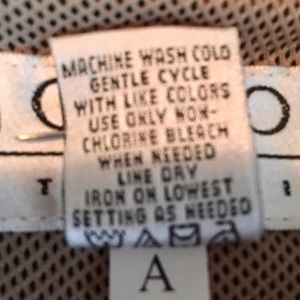 MACHINE WASH COLD
GENTLE CYCLE
WITH LIKE COLORS
USE ONLY NON-
CHLORINE BLEACH
WHEN NEEDED
LINE DRY
IRON ON LOWEST
SETTING AS NEEDED
A